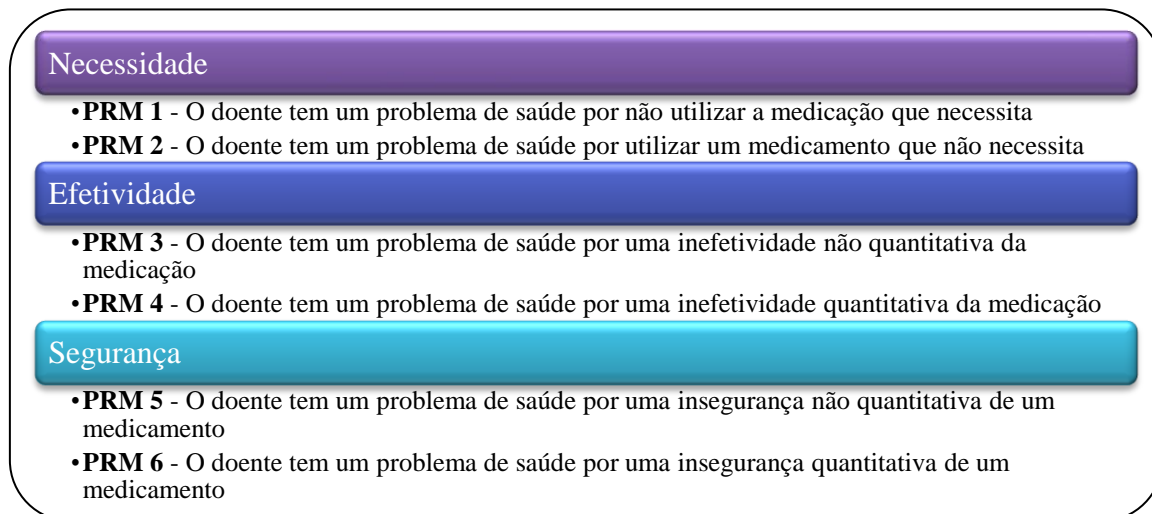 Necessidade
•PRM 1 - O doente tem um problema de saúde por não utilizar a medicação que necessita
•PRM 2 - O doente tem um problema de saúde por utilizar um medicamento que não necessita
Efetividade
•PRM 3 - O doente tem um problema de saúde por uma inefetividade não quantitativa da
medicação
•PRM 4 - O doente tem um problema de saúde por uma inefetividade quantitativa da medicação
Segurança
•PRM 5 - O doente tem um problema de saúde por uma insegurança não quantitativa de um
medicamento
•PRM 6 - O doente tem um problema de saúde por uma insegurança quantitativa de um
medicamento